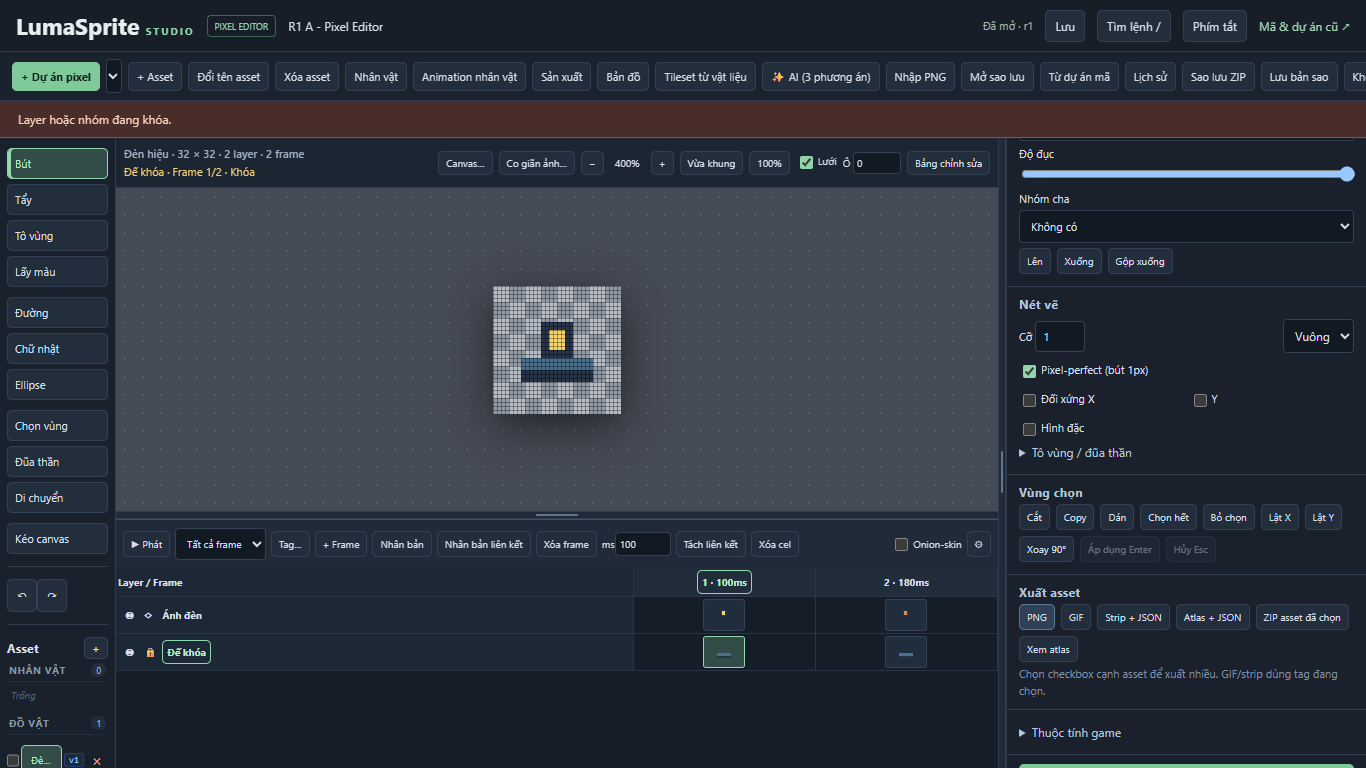 LumaSprite STUDIO PIXEL EDITOR R1 A - Pixel Editor Đã mở · r1 Lưu Tìm lệnh / Phím tắt Mã & dự án cũ ↗
+ Dự án pixel + Asset Đổi tên asset Xóa asset Nhân vật Animation nhân vật Sản xuất Bản đồ Tileset từ vật liệu ✨ AI (3 phương án) Nhập PNG Mở sao lưu Từ dự án mã Lịch sử Sao lưu ZIP Lưu bản sao
Layer hoặc nhóm đang khóa.
Bút
Tẩy
Tô vùng
Lấy màu
Đường
Chữ nhật
Ellipse
Chọn vùng
Đũa thần
Di chuyển
Kéo canvas
Asset +
NHÂN VẬT 0
Trống
ĐỒ VẬT 1
Đè... v1 ×
Đèn hiệu · 32 × 32 · 2 layer · 2 frame
Đế khóa · Frame 1/2 · Khóa
Canvas... Co giãn ảnh... − 400% + Vừa khung 100% Lưới Ô 0 Bảng chỉnh sửa
▶ Phát Tất cả frame Tag... + Frame Nhân bản Nhân bản liên kết Xóa frame ms 100 Tách liên kết Xóa cel Onion-skin
Layer / Frame 1 · 100ms 2 · 180ms
Ánh đèn
Đế khóa
Độ đục
Nhóm cha
Không có
Lên Xuống Gộp xuống
Nét vẽ
Cỡ 1 Vuông
Pixel-perfect (bút 1px)
Đối xứng X Y
Hình đặc
▶ Tô vùng / đũa thần
Vùng chọn
Cắt Copy Dán Chọn hết Bỏ chọn Lật X Lật Y
Xoay 90° Áp dụng Enter Hủy Esc
Xuất asset
PNG GIF Strip + JSON Atlas + JSON ZIP asset đã chọn
Xem atlas
Chọn checkbox cạnh asset để xuất nhiều. GIF/strip dùng tag đang
chọn.
▶ Thuộc tính game